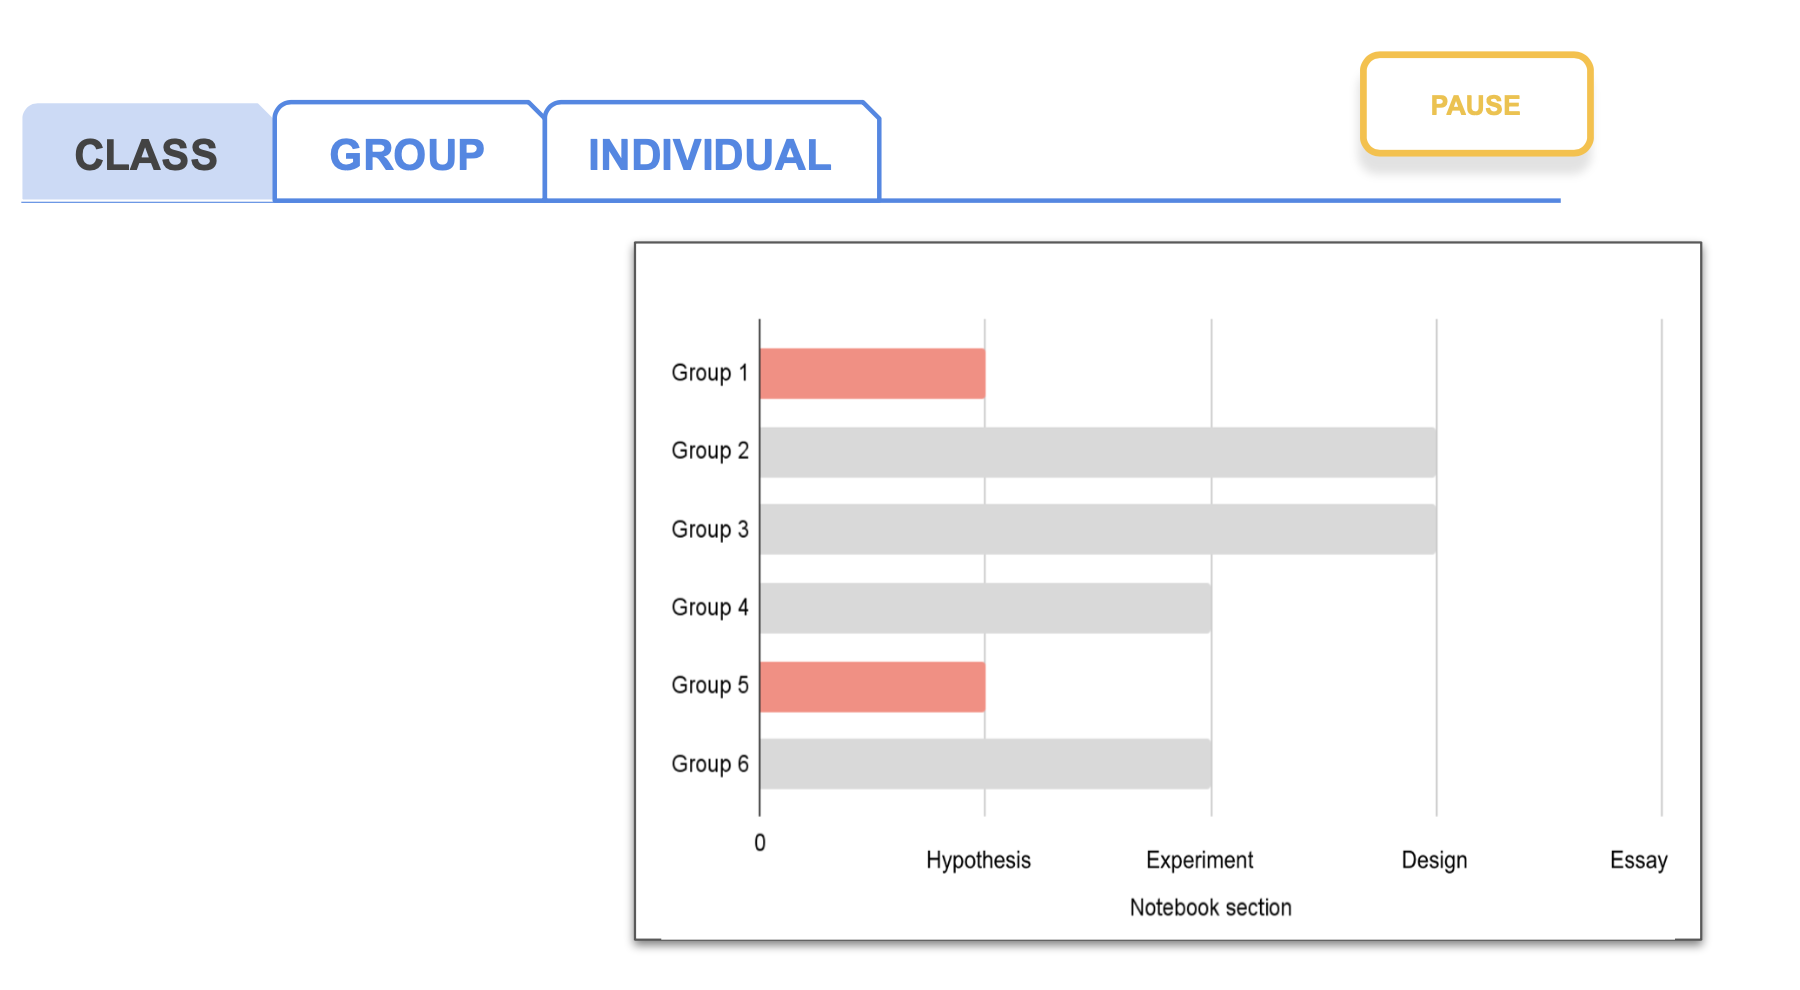 PAUSE
CLASS GROUP INDIVIDUAL
Group 1
Group 2
Group 3
Group 4
Group 5
Group 6
0
Hypothesis Experiment Design Essay
Notebook section